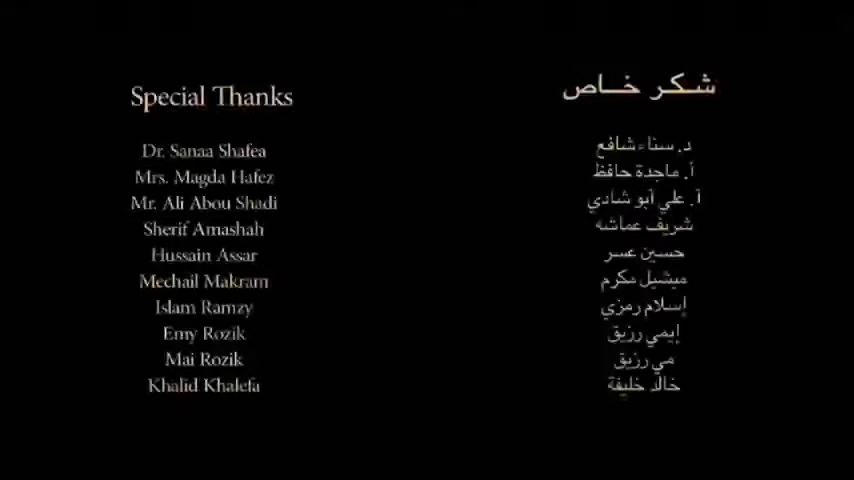 Special Thanks
Dr. Sanaa Shafea
Mrs. Magda Hafez
Mr. Ali Abou Shadi
Sherif Amashah
Hussain Assar
Mechail Makram
Islam Ramzy
Emy Rozik
Mai Rozik
Khalid Khalefa
شكر خاص
د. سناء شافع
أ. ماجدة حافظ
أ. علي أبو شادي
شريف عماشه
حسين عسر
ميشيل مكرم
إسلام رمزي
إيمي رزيق
مي رزيق
خالد خليفة